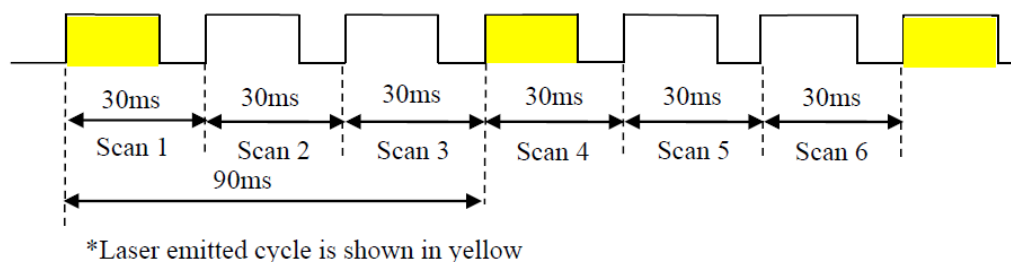 30ms 30ms 30ms 30ms 30ms 30ms
Scan 1 Scan 2 Scan 3 Scan 4 Scan 5 Scan 6
90ms
*Laser emitted cycle is shown in yellow